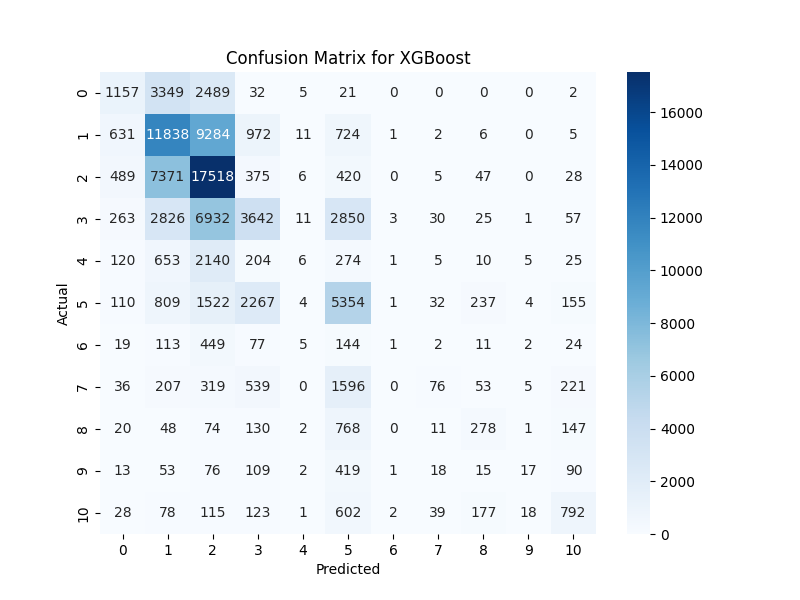 Confusion Matrix for XGBoost
0 1157 3349 2489 32 5 21 0 0 0 0 2
1 631 11838 9284 972 11 724 1 2 6 0 5
2 489 7371 17518 375 6 420 0 5 47 0 28
3 263 2826 6932 3642 11 2850 3 30 25 1 57
4 120 653 2140 204 6 274 1 5 10 5 25
5 110 809 1522 2267 4 5354 1 32 237 4 155
6 19 113 449 77 5 144 1 2 11 2 24
7 36 207 319 539 0 1596 0 76 53 5 221
8 20 48 74 130 2 768 0 11 278 1 147
9 13 53 76 109 2 419 1 18 15 17 90
10 28 78 115 123 1 602 2 39 177 18 792
0 1 2 3 4 5 6 7 8 9 10
Predicted
Actual
16000
14000
12000
10000
8000
6000
4000
2000
0